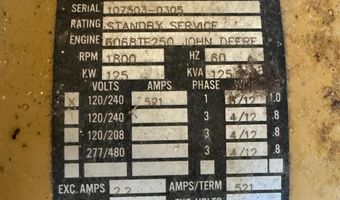 SERIAL 107503-0305
RATING STANDBY SERVICE
ENGINE 6068TF250 JOHN DEERE
RPM 1800 HZ 60
KW 125 KVA 125
VOLTS AMPS PHASE
X 120/240 521 1 4/12 1.0
120/240 3 4/12 .8
120/208 3 4/12 .8
277/480 3 4/12 .8
EXC. AMPS 2.2 AMPS/TERM 521